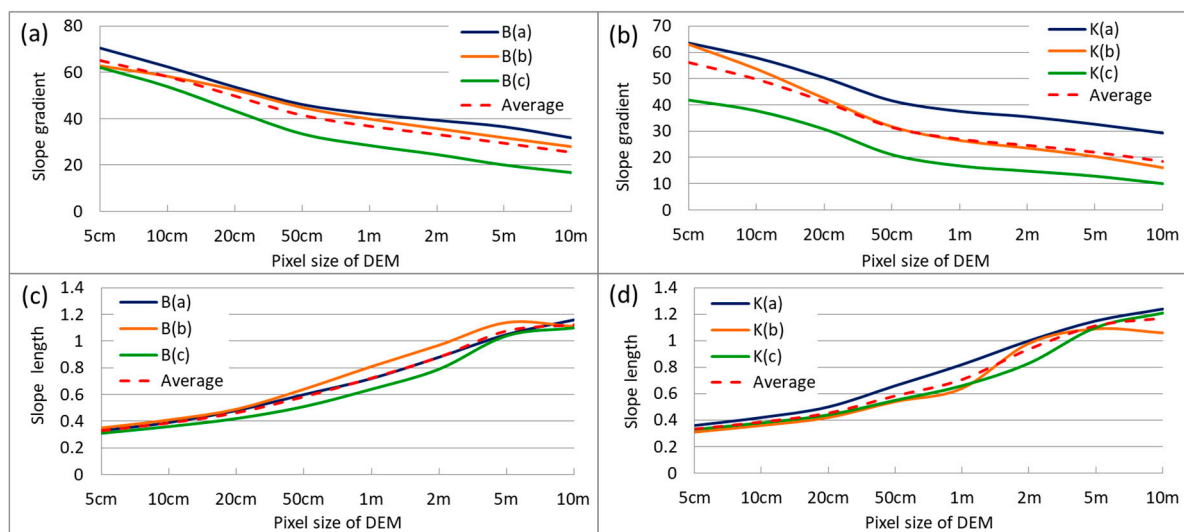 (a)
Slope gradient
80
60
40
20
0
B(a)
B(b)
B(c)
Average
5cm 10cm 20cm 50cm 1m 2m 5m 10m
Pixel size of DEM
(b)
Slope gradient
70
60
50
40
30
20
10
0
K(a)
K(b)
K(c)
Average
5cm 10cm 20cm 50cm 1m 2m 5m 10m
Pixel size of DEM
(c)
Slope length
1.4
1.2
1
0.8
0.6
0.4
0.2
0
B(a)
B(b)
B(c)
Average
5cm 10cm 20cm 50cm 1m 2m 5m 10m
Pixel size of DEM
(d)
Slope length
1.4
1.2
1
0.8
0.6
0.4
0.2
0
K(a)
K(b)
K(c)
Average
5cm 10cm 20cm 50cm 1m 2m 5m 10m
Pixel size of DEM